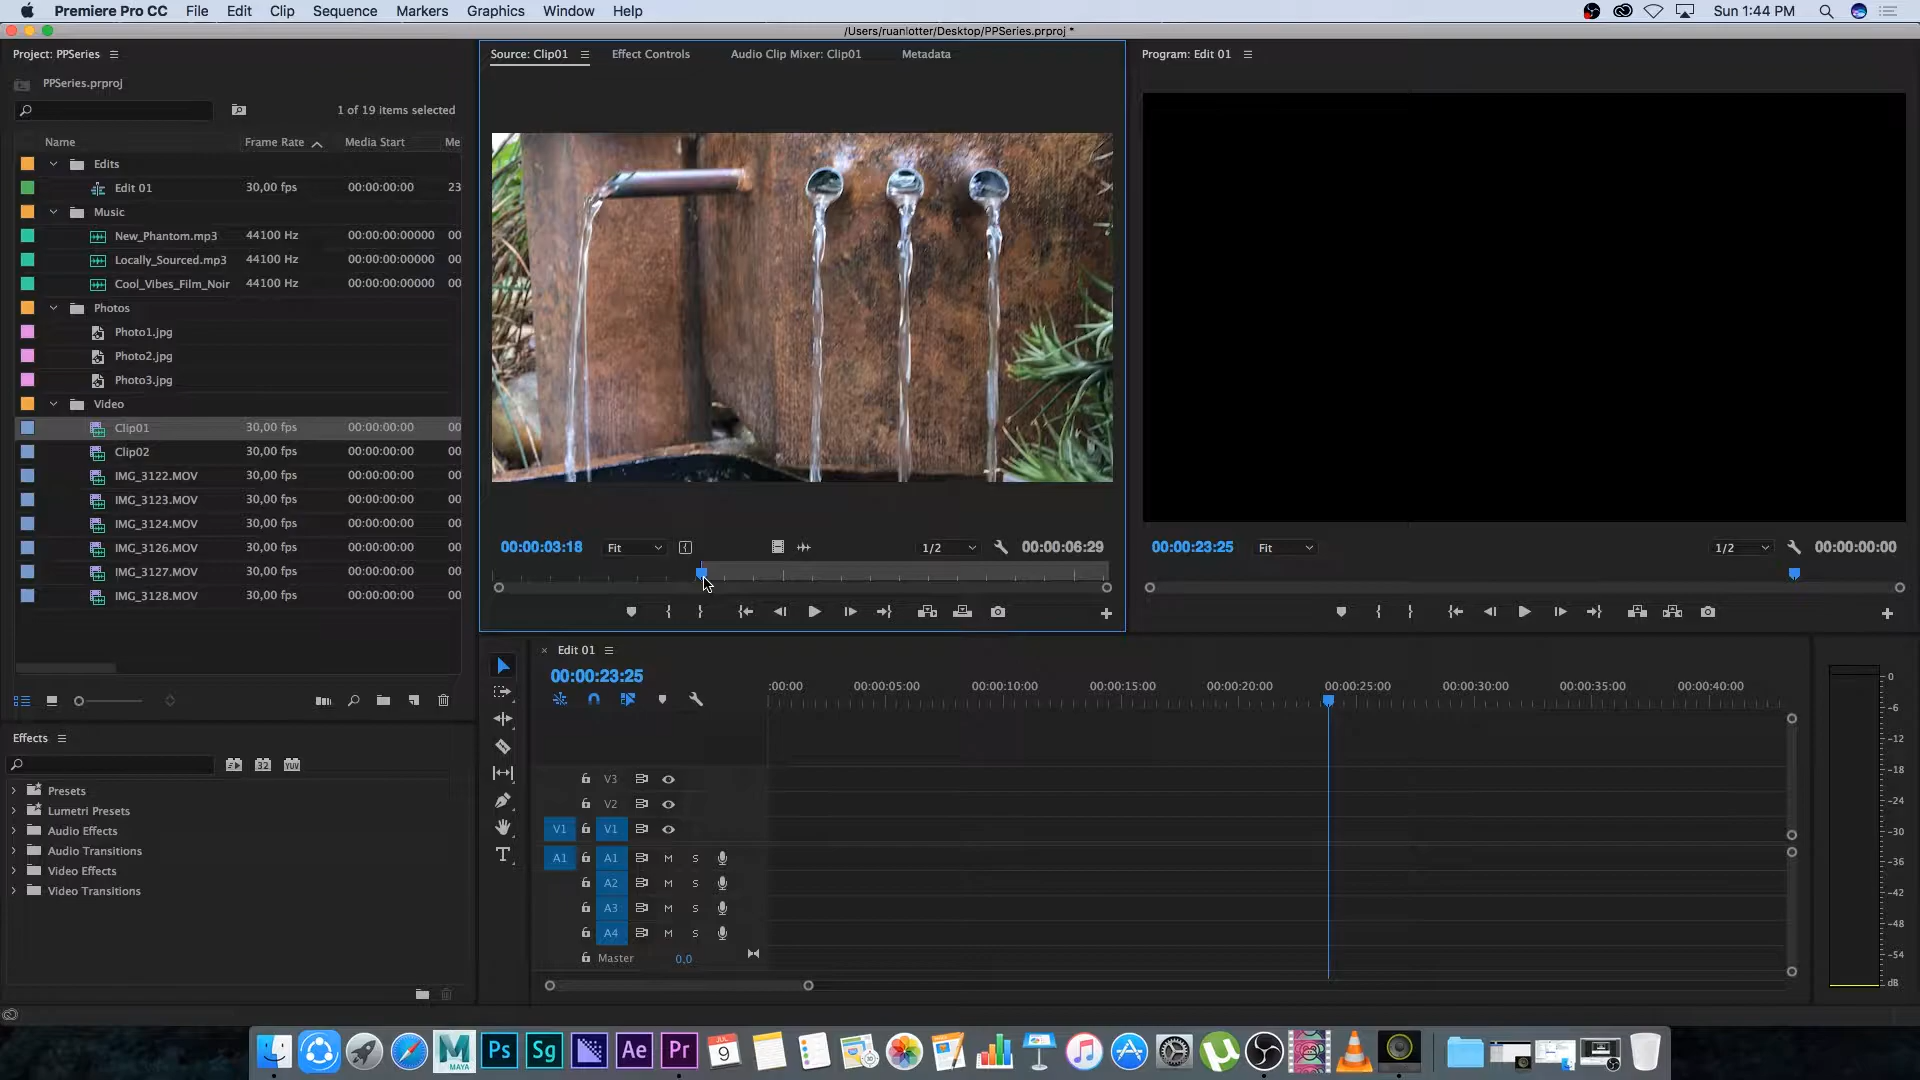 Premiere Pro CC File Edit Clip Sequence Markers Graphics Window Help Sun 1:44 PM
/Users/ruanlotter/Desktop/PPSeries.prproj *
Project: PPSeries
PPSeries.prproj
1 of 19 items selected
Name Frame Rate Media Start Me
Edits
Edit 01 30,00 fps 00:00:00:00 23
Music
New_Phantom.mp3 44100 Hz 00:00:00:00000 00
Locally_Sourced.mp3 44100 Hz 00:00:00:00000 00
Cool_Vibes_Film_Noir 44100 Hz 00:00:00:00000 00
Photos
Photo1.jpg
Photo2.jpg
Photo3.jpg
Video
Clip01 30,00 fps 00:00:00:00 00
Clip02 30,00 fps 00:00:00:00 00
IMG_3122.MOV 30,00 fps 00:00:00:00 00
IMG_3123.MOV 30,00 fps 00:00:00:00 00
IMG_3124.MOV 30,00 fps 00:00:00:00 00
IMG_3126.MOV 30,00 fps 00:00:00:00 00
IMG_3127.MOV 30,00 fps 00:00:00:00 00
IMG_3128.MOV 30,00 fps 00:00:00:00 00
Source: Clip01 Effect Controls Audio Clip Mixer: Clip01 Metadata
00:00:03:18 Fit 1/2 00:00:06:29
Program: Edit 01
00:00:23:25 Fit 1/2 00:00:00:00
Effects
32 YUV
Presets
Lumetri Presets
Audio Effects
Audio Transitions
Video Effects
Video Transitions
× Edit 01
00:00:23:25
:00:00 00:00:05:00 00:00:10:00 00:00:15:00 00:00:20:00 00:00:25:00 00:00:30:00 00:00:35:00 00:00:40:00
V3
V2
V1 V1
A1 A1 M S
A2 M S
A3 M S
A4 M S
Master 0,0
T
0
-6
-12
-18
-24
-30
-36
-42
-48
-54
dB
MAYA Ps Sg Ae Pr JUL 9